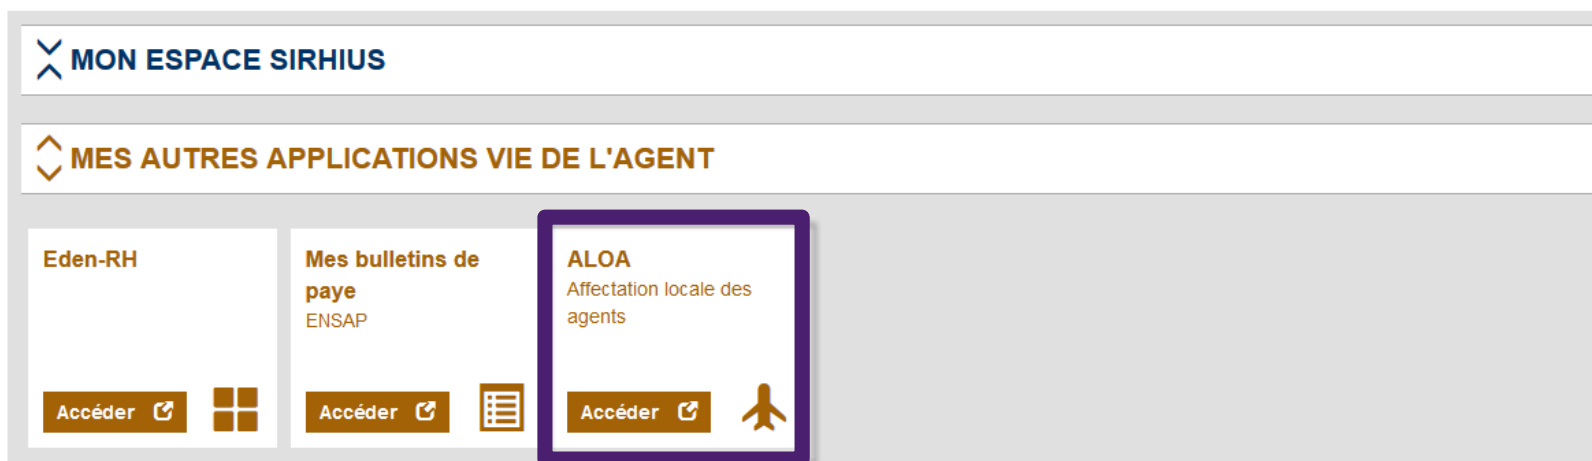 MON ESPACE SIRHIUS
MES AUTRES APPLICATIONS VIE DE L'AGENT
Eden-RH
Accéder
Mes bulletins de
paye
ENSAP
Accéder
ALOA
Affectation locale des
agents
Accéder